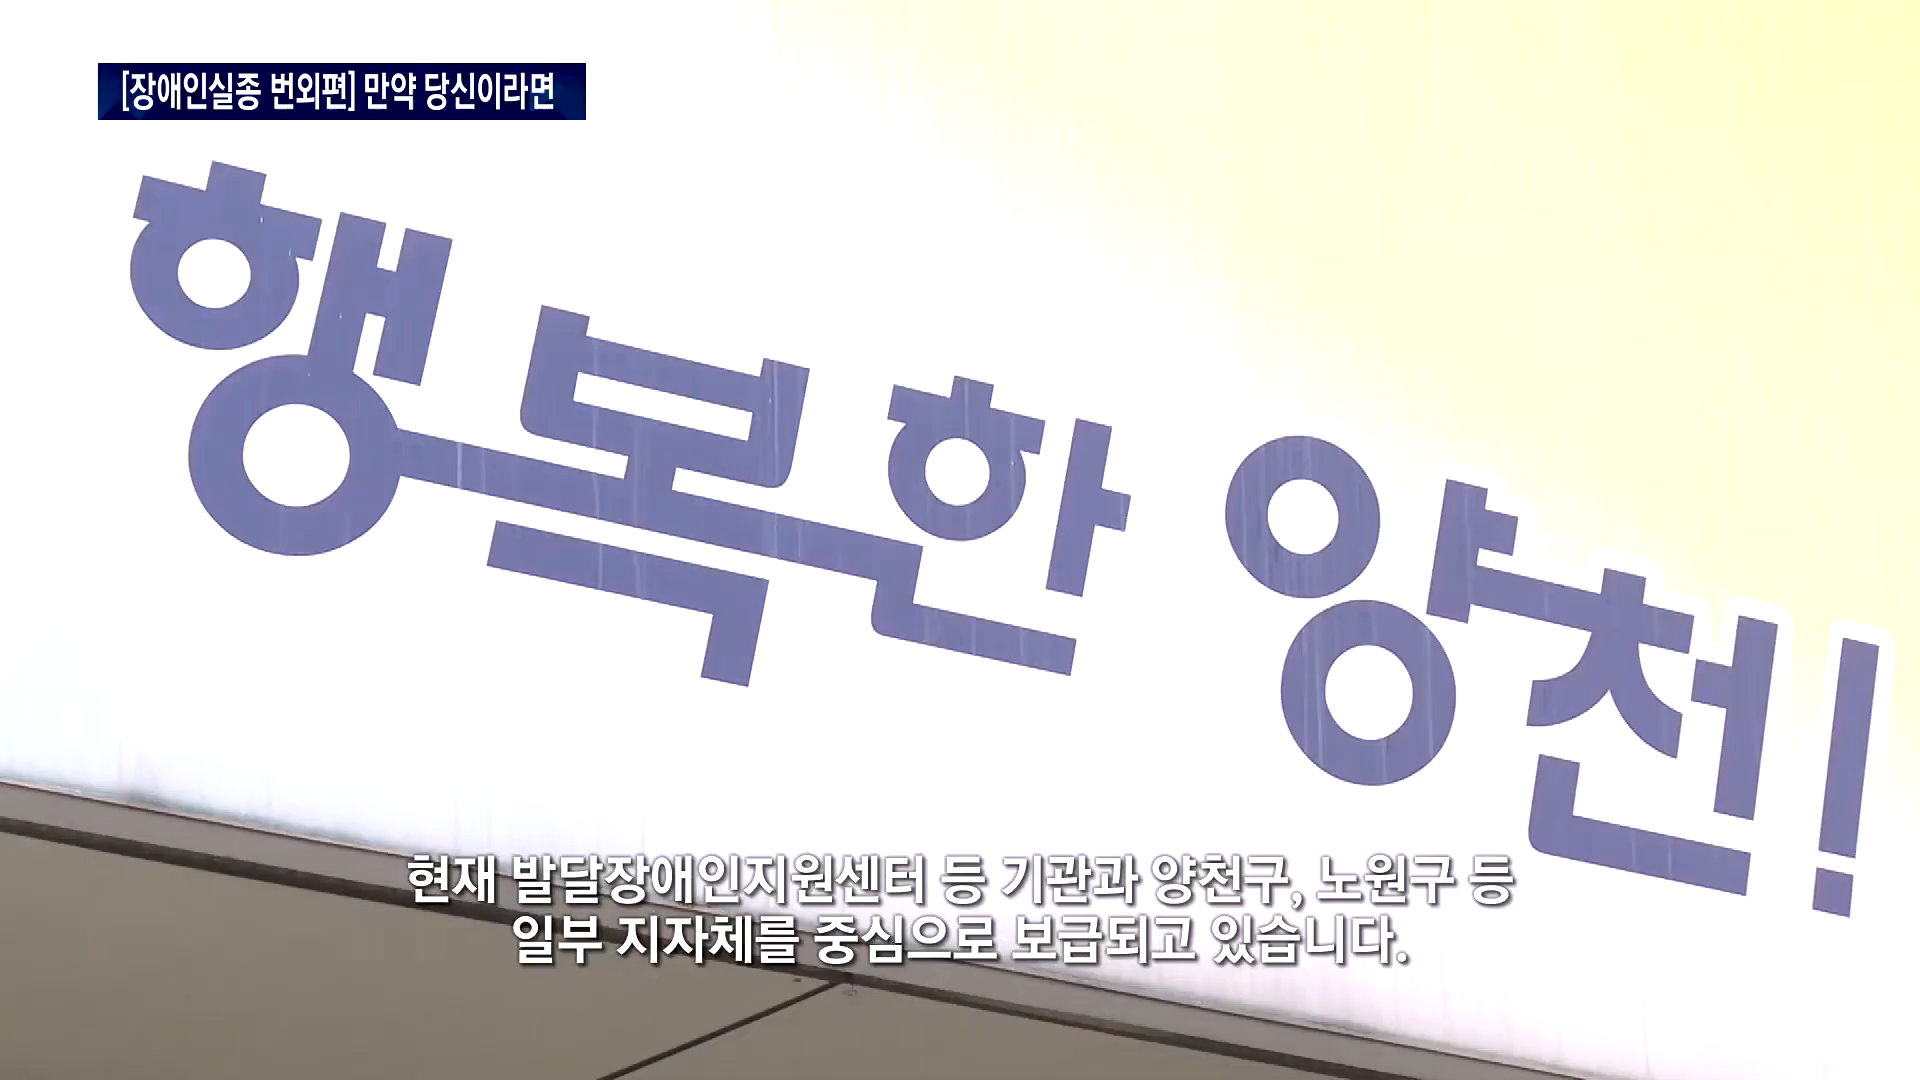 [장애인실종 번외편] 만약 당신이라면
행복한 양천!
현재 발달장애인지원센터 등 기관과 양천구, 노원구 등
일부 지자체를 중심으로 보급되고 있습니다.